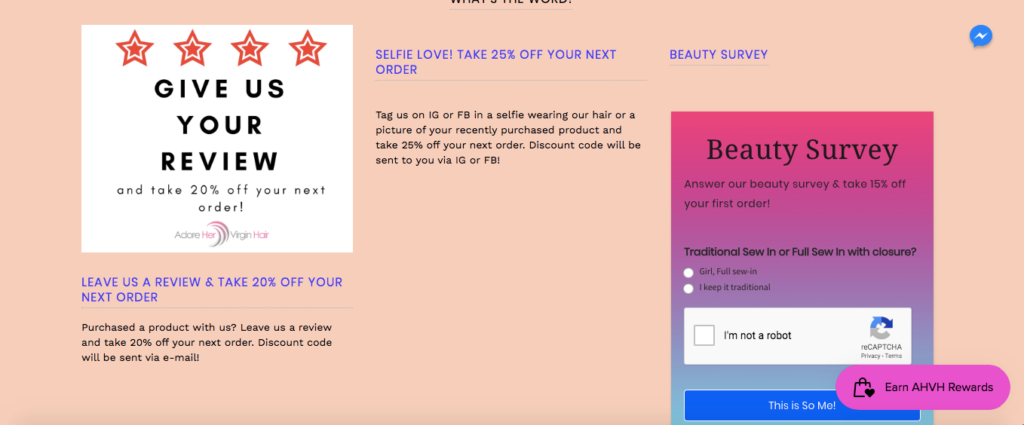 WHAT'S THE WORD?
GIVE US
YOUR
REVIEW
and take 20% off your next
order!
Adore Her Virgin Hair
LEAVE US A REVIEW & TAKE 20% OFF YOUR
NEXT ORDER
Purchased a product with us? Leave us a review
and take 20% off your next order. Discount code
will be sent via e-mail!
SELFIE LOVE! TAKE 25% OFF YOUR NEXT
ORDER
Tag us on IG or FB in a selfie wearing our hair or a
picture of your recently purchased product and
take 25% off your next order. Discount code will be
sent to you via IG or FB!
BEAUTY SURVEY
Beauty Survey
Answer our beauty survey & take 15% off
your first order!
Traditional Sew In or Full Sew In with closure?
Girl, Full sew-in
I keep it traditional
I'm not a robot
reCAPTCHA
Privacy - Terms
This is So Me!
Earn AHVH Rewards